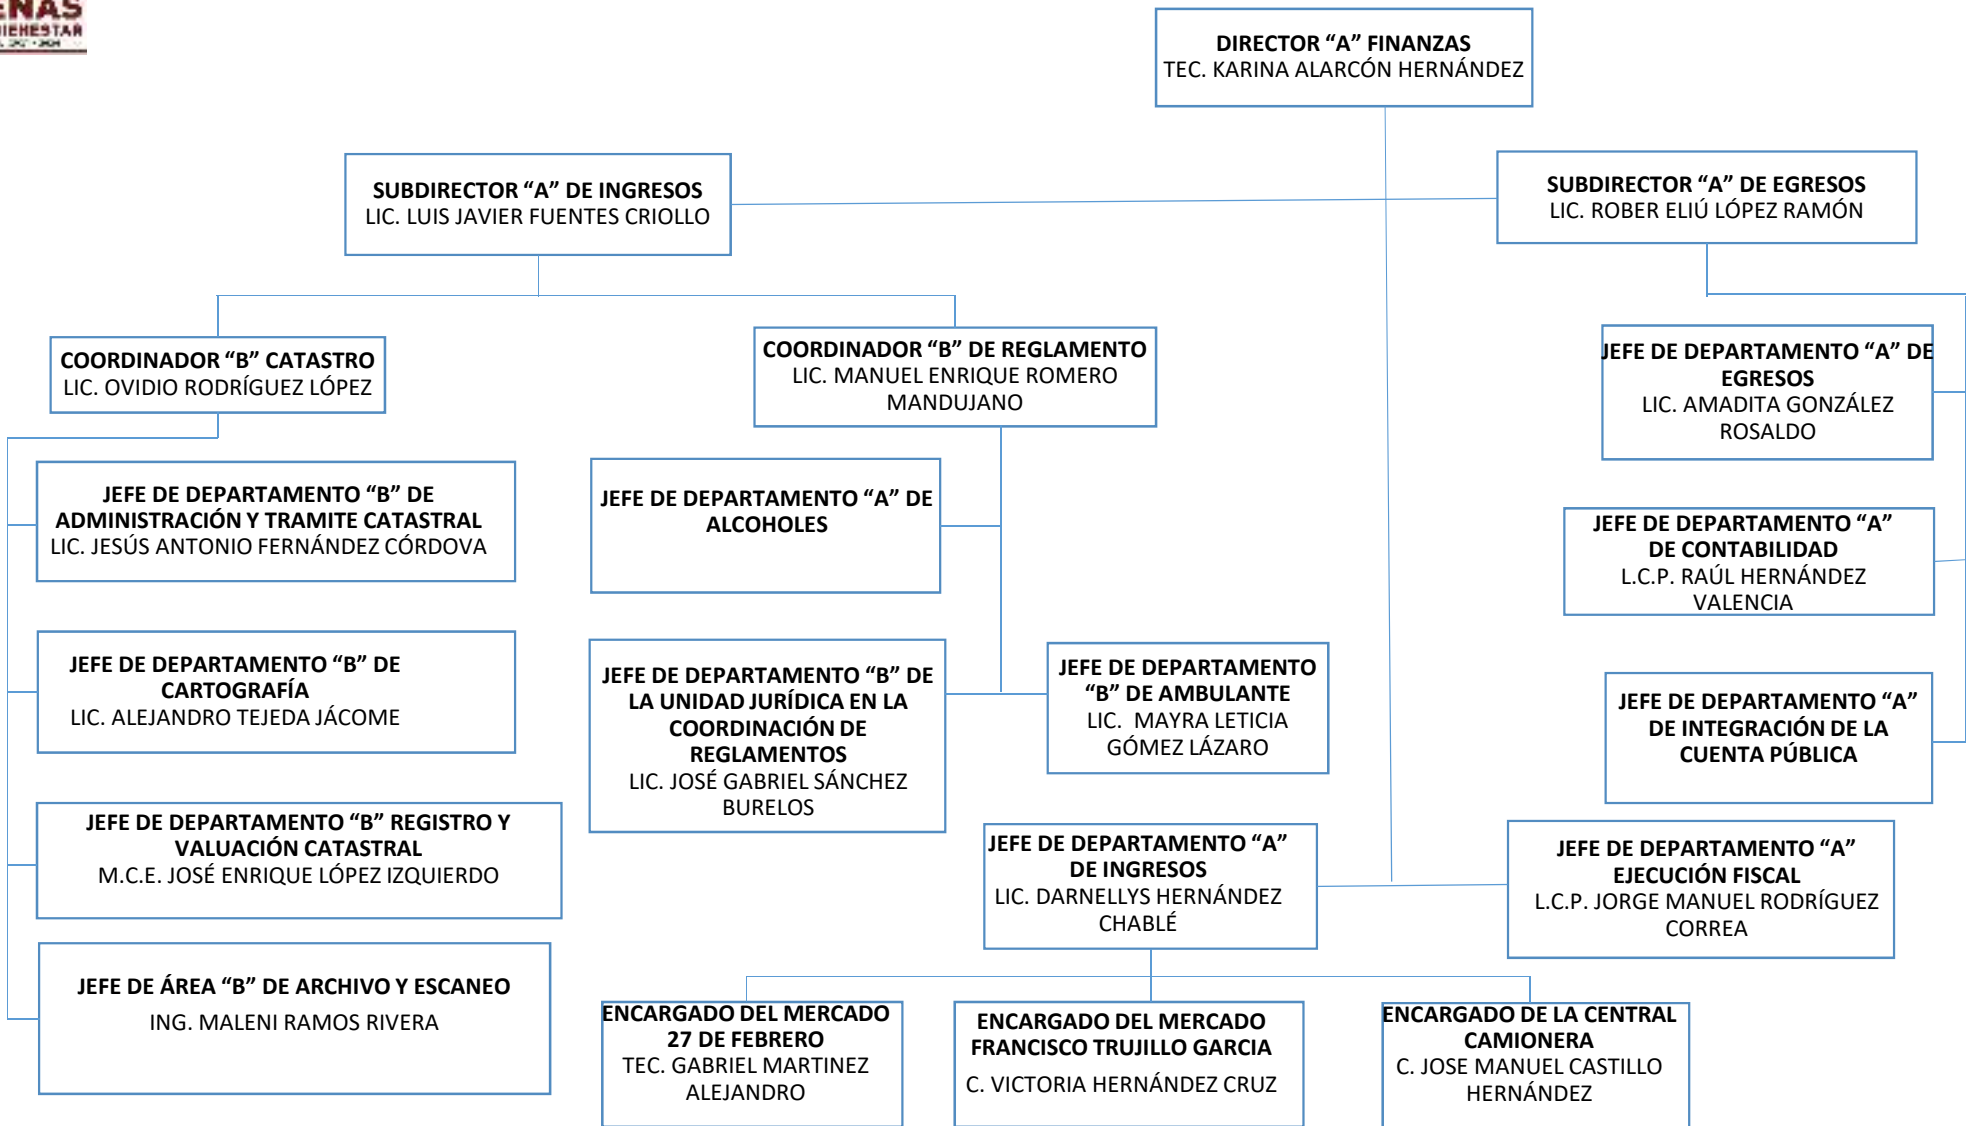 ENAS
BIENESTAR
DIRECTOR “A” FINANZAS
TEC. KARINA ALARCÓN HERNÁNDEZ
SUBDIRECTOR “A” DE INGRESOS
LIC. LUIS JAVIER FUENTES CRIOLLO
SUBDIRECTOR “A” DE EGRESOS
LIC. ROBER ELIÚ LÓPEZ RAMÓN
COORDINADOR “B” CATASTRO
LIC. OVIDIO RODRÍGUEZ LÓPEZ
COORDINADOR “B” DE REGLAMENTO
LIC. MANUEL ENRIQUE ROMERO
MANDUJANO
JEFE DE DEPARTAMENTO “A” DE
EGRESOS
LIC. AMADITA GONZÁLEZ
ROSALDO
JEFE DE DEPARTAMENTO “B” DE
ADMINISTRACIÓN Y TRAMITE CATASTRAL
LIC. JESÚS ANTONIO FERNÁNDEZ CÓRDOVA
JEFE DE DEPARTAMENTO “A” DE
ALCOHOLES
JEFE DE DEPARTAMENTO “A”
DE CONTABILIDAD
L.C.P. RAÚL HERNÁNDEZ
VALENCIA
JEFE DE DEPARTAMENTO “B” DE
CARTOGRAFÍA
LIC. ALEJANDRO TEJEDA JÁCOME
JEFE DE DEPARTAMENTO “B” DE
LA UNIDAD JURÍDICA EN LA
COORDINACIÓN DE
REGLAMENTOS
LIC. JOSÉ GABRIEL SÁNCHEZ
BURELOS
JEFE DE DEPARTAMENTO
“B” DE AMBULANTE
LIC. MAYRA LETICIA
GÓMEZ LÁZARO
JEFE DE DEPARTAMENTO “A”
DE INTEGRACIÓN DE LA
CUENTA PÚBLICA
JEFE DE DEPARTAMENTO “B” REGISTRO Y
VALUACIÓN CATASTRAL
M.C.E. JOSÉ ENRIQUE LÓPEZ IZQUIERDO
JEFE DE DEPARTAMENTO “A”
DE INGRESOS
LIC. DARNELLYS HERNÁNDEZ
CHABLÉ
JEFE DE DEPARTAMENTO “A”
EJECUCIÓN FISCAL
L.C.P. JORGE MANUEL RODRÍGUEZ
CORREA
JEFE DE ÁREA “B” DE ARCHIVO Y ESCANEO
ING. MALENI RAMOS RIVERA
ENCARGADO DEL MERCADO
27 DE FEBRERO
TEC. GABRIEL MARTINEZ
ALEJANDRO
ENCARGADO DEL MERCADO
FRANCISCO TRUJILLO GARCIA
C. VICTORIA HERNÁNDEZ CRUZ
ENCARGADO DE LA CENTRAL
CAMIONERA
C. JOSE MANUEL CASTILLO
HERNÁNDEZ